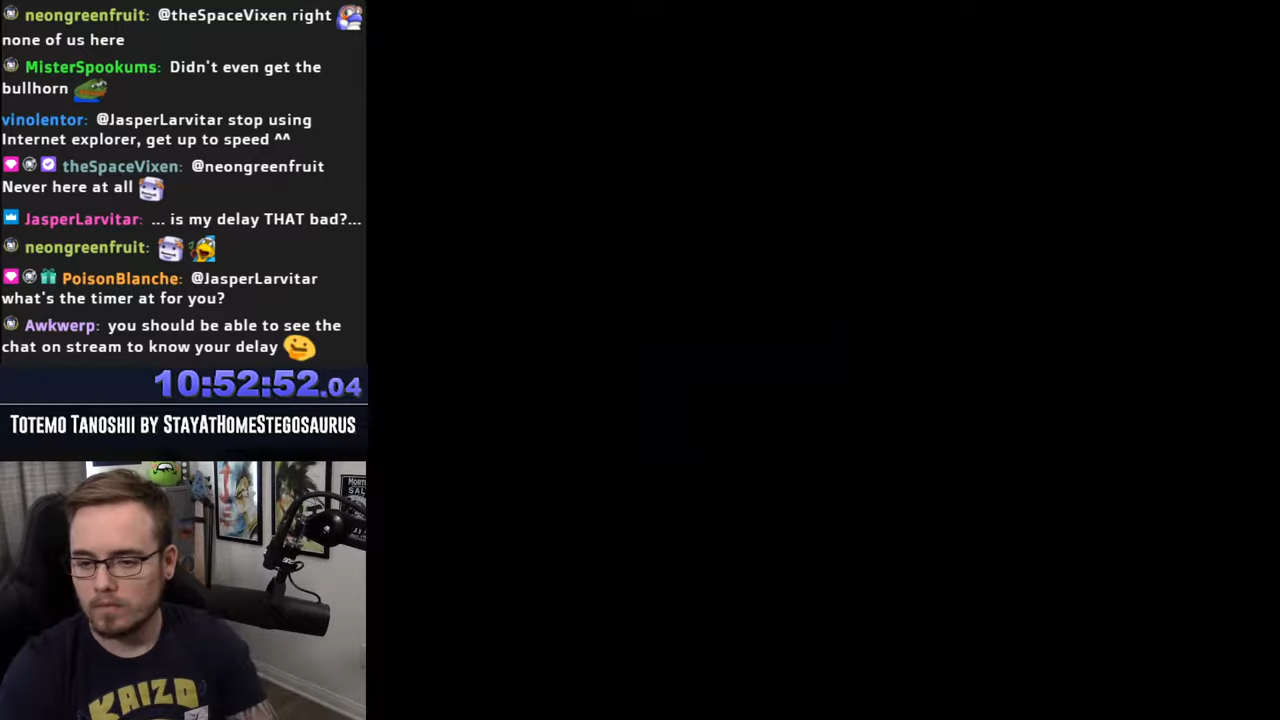 neongreenfruit: @theSpaceVixen right
none of us here
MisterSpookums: Didn't even get the
bullhorn
vinolentor: @JasperLarvitar stop using
Internet explorer, get up to speed ^^
theSpaceVixen: @neongreenfruit
Never here at all
JasperLarvitar: ... is my delay THAT bad?...
neongreenfruit:
PoisonBlanche: @JasperLarvitar
what's the timer at for you?
Awkwerp: you should be able to see the
chat on stream to know your delay
10:52:52.04
TOTEMO TANOSHII BY STAYATHOMESTEGOSAURUS
KAIZO